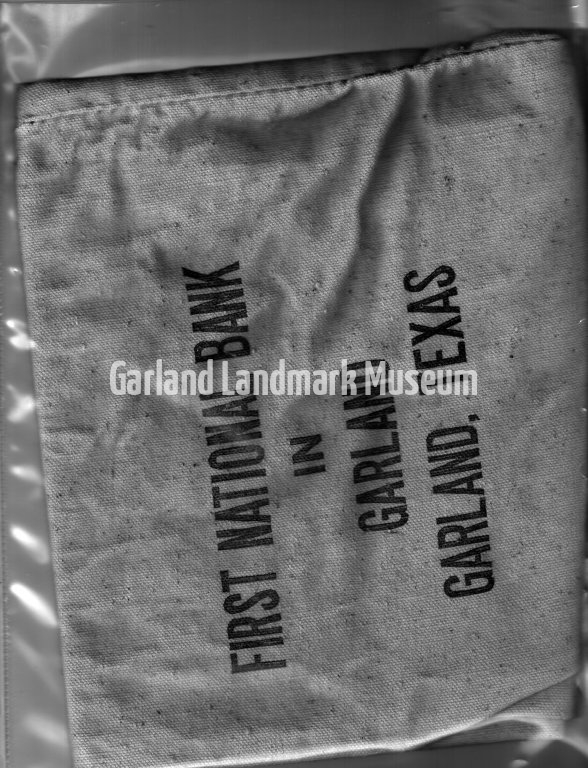 FIRST NATIONAL BANK
IN
GARLAND
GARLAND, TEXAS
Garland Landmark Museum